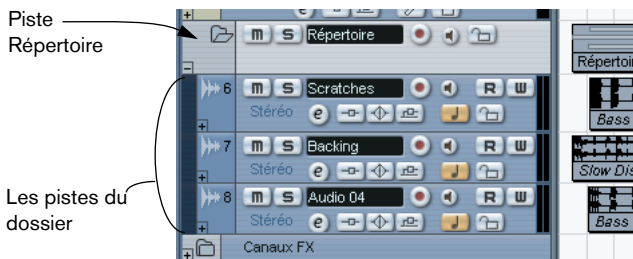 Piste
Répertoire
m S Répertoire
Répertoir
6 m S Scratches R W
Stéréo e
Bass
7 m S Backing R W
Stéréo e
Slow Dis
Les pistes du
dossier
8 m S Audio 04 R W
Stéréo e
Bass
Canaux FX